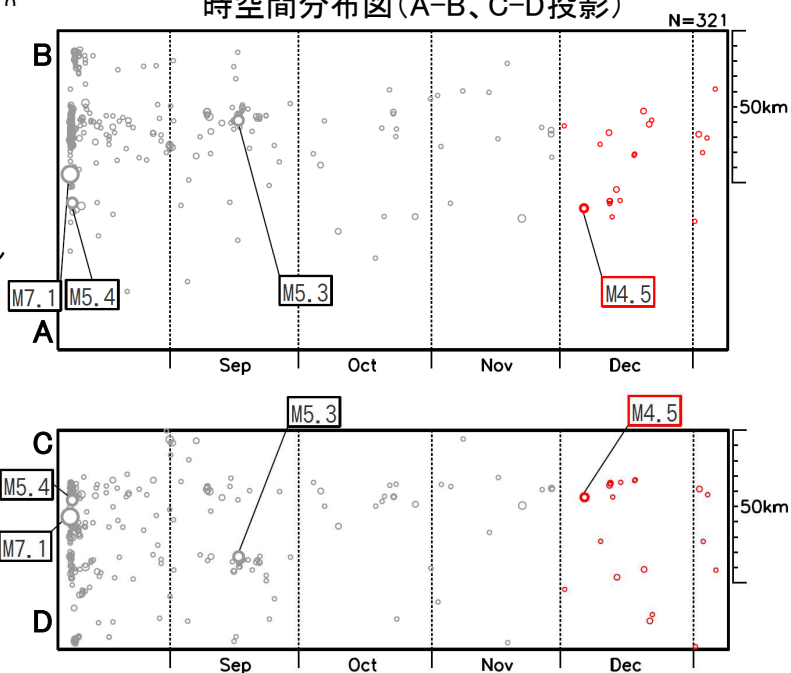 時空間分布図(A-B、C-D投影)
N=321
B
50km
M7.1 M5.4 M5.3 M4.5
A
Sep Oct Nov Dec
M5.3 M4.5
C
M5.4
50km
M7.1
D
Sep Oct Nov Dec